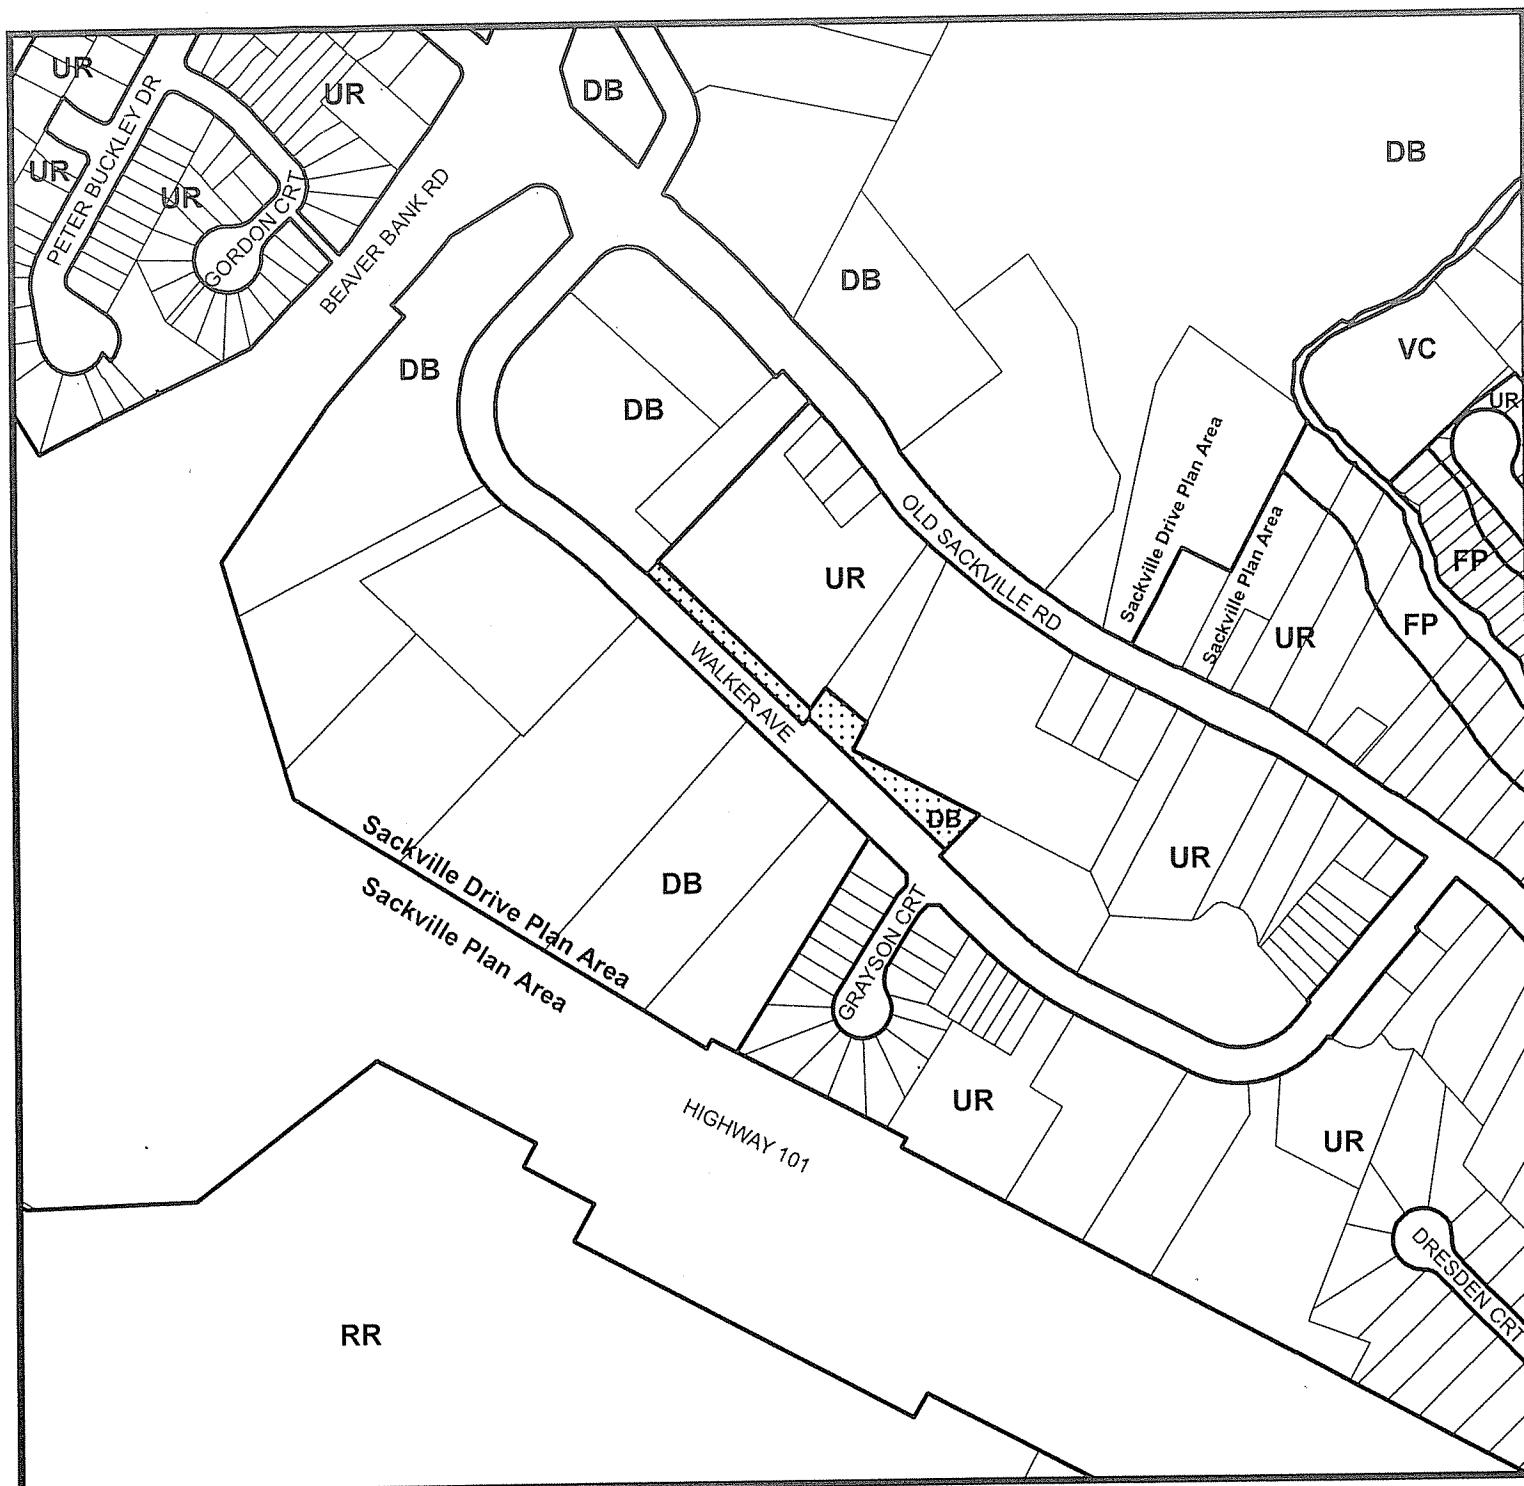 UR
UR
DB
UR
UR
PETER BUCKLEY DR
GORDON CRT
BEAVER BANK RD
DB
DB
DB
DB
VC
UR
UR
OLD SACKVILLE RD
Sackville Drive Plan Area
Sackville Plan Area
FP
FP
UR
WALKER AVE
DB
UR
DB
Sackville Drive Plan Area
Sackville Plan Area
GRAYSON CRT
UR
UR
HIGHWAY 101
DRESDEN CRT
RR